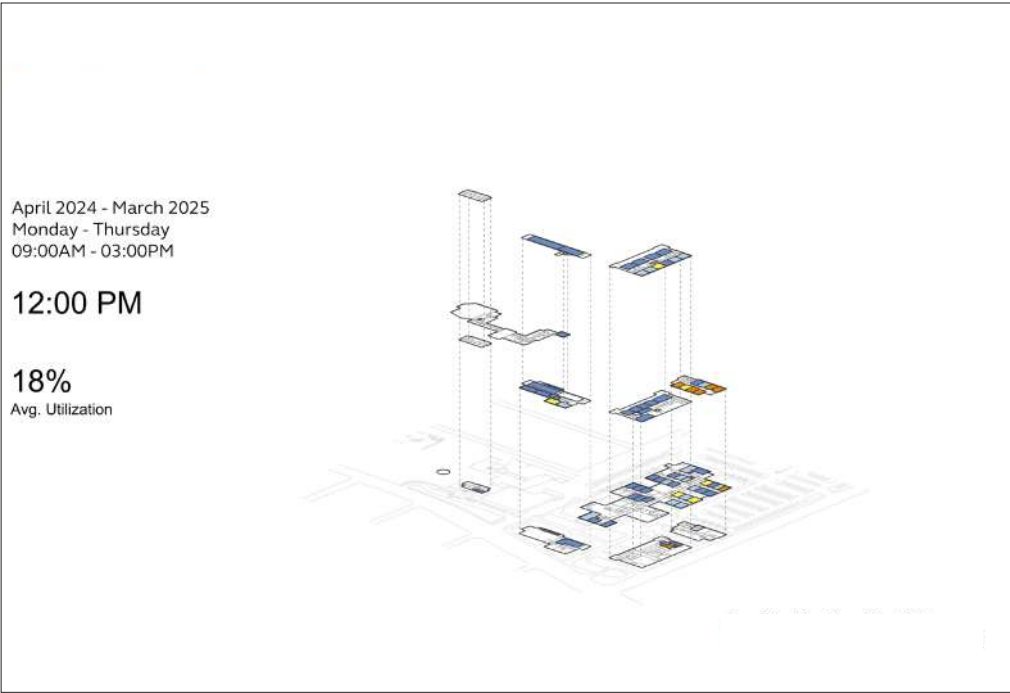 April 2024 - March 2025
Monday - Thursday
09:00AM - 03:00PM
12:00 PM
18%
Avg. Utilization